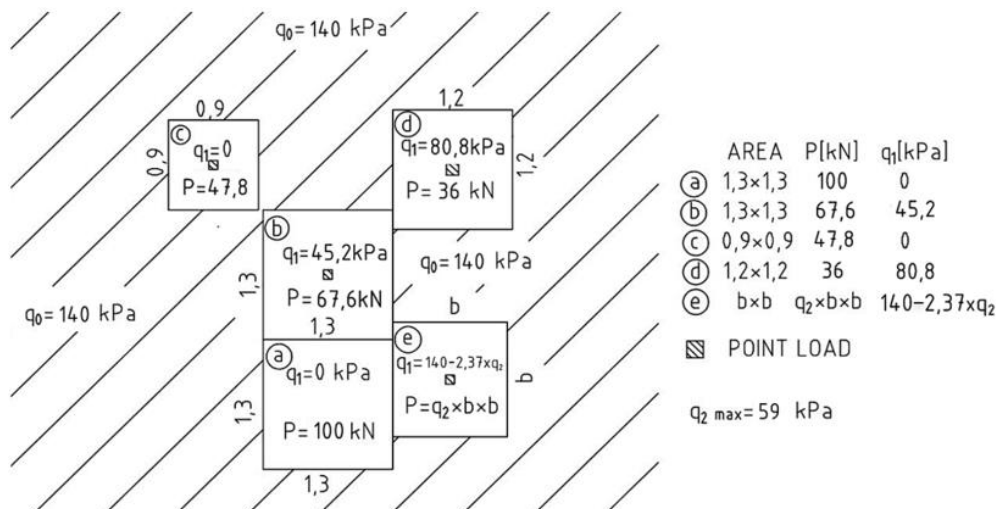 q₀= 140 kPa
0,9
0,9
ⓒ
q₁=0
P=47,8
1,2
ⓓ
q₁=80,8kPa
P= 36 kN
1,2
ⓑ
q₁=45,2kPa
P= 67,6kN
1,3
1,3
q₀= 140 kPa
q₀= 140 kPa
b
ⓔ
q₁=140-2,37xq₂
P=q₂×b×b
b
ⓐ
q₁=0 kPa
P= 100 kN
1,3
1,3
AREA P[kN] q₁[kPa]
ⓐ 1,3×1,3 100 0
ⓑ 1,3×1,3 67,6 45,2
ⓒ 0,9×0,9 47,8 0
ⓓ 1,2×1,2 36 80,8
ⓔ b×b q₂×b×b 140-2,37×q₂
POINT LOAD
q₂ max= 59 kPa